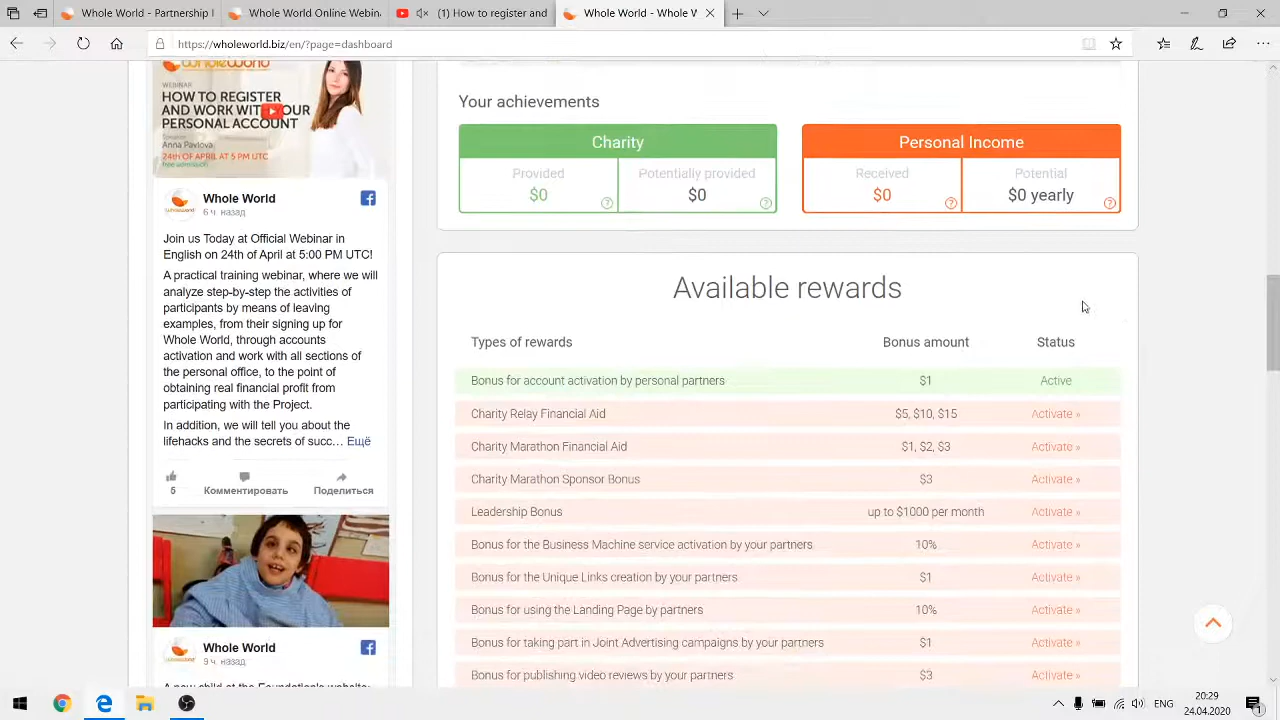 Whole World - Whole W
(1) How to register and
Whole World - Whole V
https://wholeworld.biz/en/?page=dashboard
WholeWorld
WEBINAR
HOW TO REGISTER
AND WORK WITH YOUR
PERSONAL ACCOUNT
Anna Pavlova
24TH OF APRIL AT 5 PM UTC
free admission
Whole World
6 ч. назад
Join us Today at Official Webinar in
English on 24th of April at 5:00 PM UTC!
A practical training webinar, where we will
analyze step-by-step the activities of
participants by means of leaving
examples, from their signing up for
Whole World, through accounts
activation and work with all sections of
the personal office, to the point of
obtaining real financial profit from
participating with the Project.
In addition, we will tell you about the
lifehacks and the secrets of succ... Ещё
5 Комментировать Поделиться
Whole World
9 ч. назад
A new child at the Foundation's website:
Your achievements
Charity
Provided Potentially provided
$0 $0
Personal Income
Received Potential
$0 $0 yearly
Available rewards
Types of rewards Bonus amount Status
Bonus for account activation by personal partners $1 Active
Charity Relay Financial Aid $5, $10, $15 Activate »
Charity Marathon Financial Aid $1, $2, $3 Activate »
Charity Marathon Sponsor Bonus $3 Activate »
Leadership Bonus up to $1000 per month Activate »
Bonus for the Business Machine service activation by your partners 10% Activate »
Bonus for the Unique Links creation by your partners $1 Activate »
Bonus for using the Landing Page by partners 10% Activate »
Bonus for taking part in Joint Advertising campaigns by your partners $1 Activate »
Bonus for publishing video reviews by your partners $3 Activate »
ENG
20:29
24.04.2020